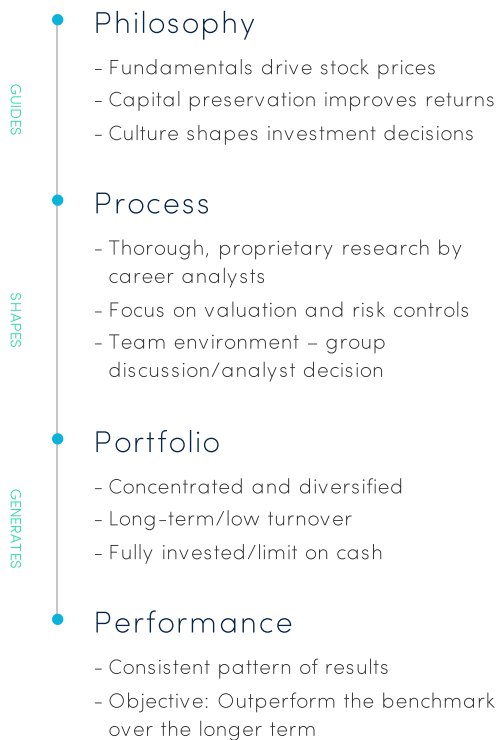 Philosophy
- Fundamentals drive stock prices
- Capital preservation improves returns
- Culture shapes investment decisions
GUIDES
Process
- Thorough, proprietary research by
career analysts
- Focus on valuation and risk controls
- Team environment – group
discussion/analyst decision
SHAPES
Portfolio
- Concentrated and diversified
- Long-term/low turnover
- Fully invested/limit on cash
GENERATES
Performance
- Consistent pattern of results
- Objective: Outperform the benchmark
over the longer term